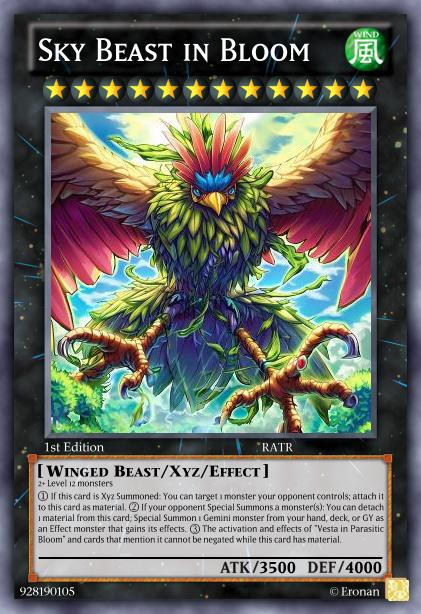 Sky Beast in Bloom
WIND
風
1st Edition RATR
[ Winged Beast/Xyz/Effect ]
2+ Level 12 monsters
① If this card is Xyz Summoned: You can target 1 monster your opponent controls; attach it
to this card as material. ② If your opponent Special Summons a monster(s): You can detach
1 material from this card; Special Summon 1 Gemini monster from your hand, deck, or GY as
an Effect monster that gains its effects. ③ The activation and effects of "Vesta in Parasitic
Bloom" and cards that mention it cannot be negated while this card has material.
ATK/3500 DEF/4000
928190105 © Eronan